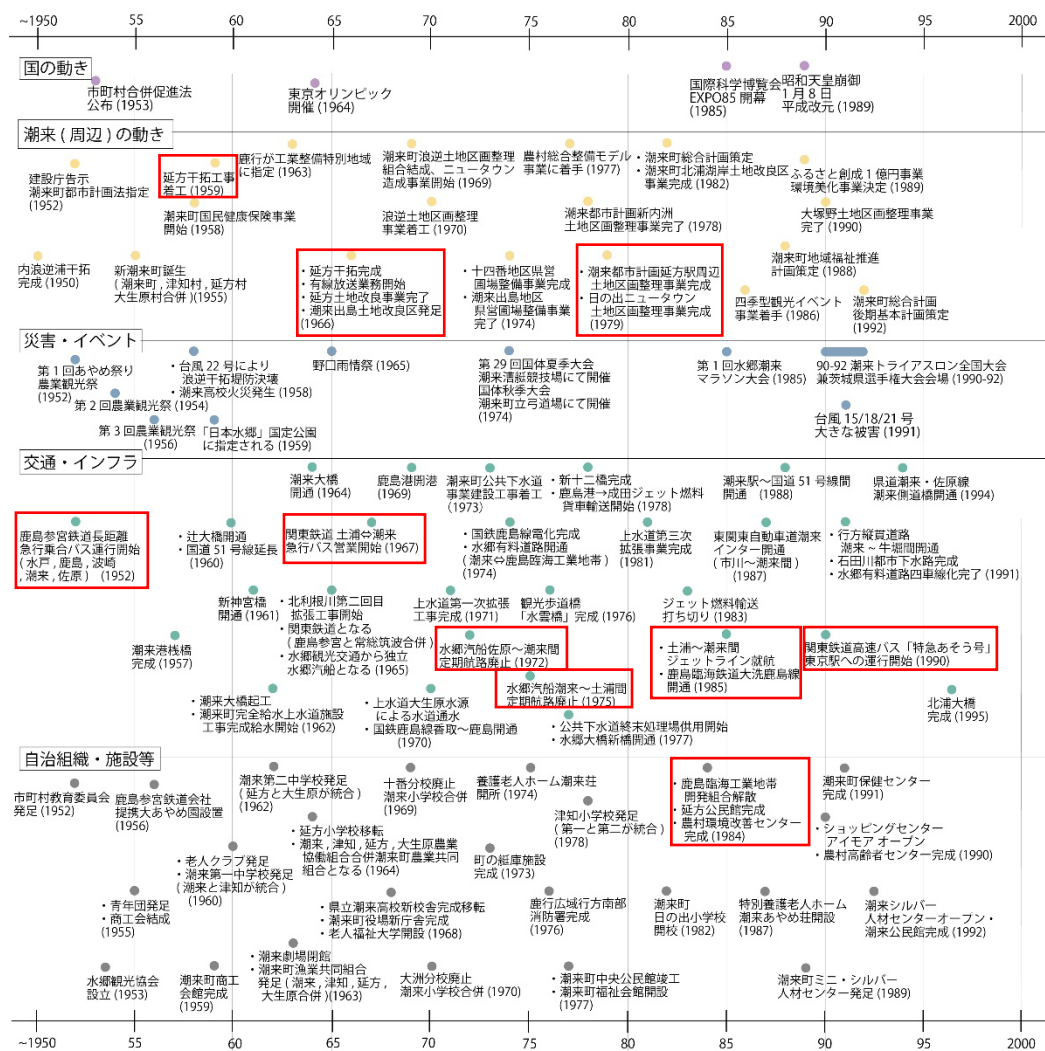 ~1950 55 60 65 70 75 80 85 90 95 2000
国の動き
市町村合併促進法
公布 (1953)
東京オリンピック
開催 (1964)
国際科学博覧会
EXPO85 開幕
(1985)
昭和天皇崩御
1月8日
平成改元 (1989)
潮来 ( 周辺 ) の動き
建設庁告示
潮来町都市計画法指定
(1952)
延方干拓工事
着工 (1959)
鹿行が工業整備特別地域
に指定 (1963)
潮来町浪逆土地区画整理
組合結成、ニュータウン
造成事業開始 (1969)
農村総合整備モデル
事業に着手 (1977)
・潮来町総合計画策定
・潮来町北浦湖岸土地改良区
事業完成 (1982)
ふるさと創成 1 億円事業
環境美化事業決定 (1989)
潮来町国民健康保険事業
開始 (1958)
浪逆土地区画整理
事業着工 (1970)
潮来都市計画新内洲
土地区画整理事業完了 (1978)
大塚野土地区画整理事業
完了 (1990)
内浪逆浦干拓
完成 (1950)
新潮来町誕生
( 潮来町 , 津知村 , 延方村
大生原村合併 ) (1955)
・延方干拓完成
・有線放送業務開始
・延方土地改良事業完了
・潮来出島土地改良区発足
(1966)
・十四番地区県営
圃場整備事業完成
・潮来出島地区
県営圃場整備事業
完了 (1974)
・潮来都市計画延方駅周辺
土地区画整理事業完成
・日の出ニュータウン
土地区画整理事業完成
(1979)
潮来町地域福祉推進
計画策定 (1988)
四季型観光イベント
事業着手 (1986)
潮来町総合計画
後期基本計画策定
(1992)
災害・イベント
第 1 回あやめ祭り
農業観光祭
(1952)
・台風 22 号により
浪逆干拓堤防決壊
・潮来高校火災発生 (1958)
野口雨情祭 (1965)
第 29 回国体夏季大会
潮来漕艇競技場にて開催
国体秋季大会
潮来町立弓道場にて開催
(1974)
第 1 回水郷潮来
マラソン大会 (1985)
90-92 潮来トライアスロン全国大会
兼茨城県選手権大会会場 (1990-92)
第 2 回農業観光祭 (1954)
第 3 回農業観光祭
(1956)
「日本水郷」国定公園
に指定される (1959)
台風 15/18/21 号
大きな被害 (1991)
交通・インフラ
潮来大橋
開通 (1964)
鹿島港開港
(1969)
潮来町公共下水道
事業建設工事着工
(1973)
・新十二橋完成
・鹿島港→成田ジェット燃料
貨車輸送開始 (1978)
潮来駅～国道 51 号線間
開通 (1988)
県道潮来・佐原線
潮来側道橋開通 (1994)
鹿島参宮鉄道長距離
急行乗合バス運行開始
( 水戸 , 鹿島 , 波崎
, 潮来 , 佐原 ) (1952)
・辻大橋開通
・国道 51 号線延長
(1960)
関東鉄道 土浦⇔潮来
急行バス営業開始 (1967)
・国鉄鹿島線電化完成
・水郷有料道路開通
( 潮来⇔鹿島臨海工業地帯 )
(1974)
上水道第三次
拡張事業完成
(1981)
東関東自動車道潮来
インター開通
( 市川～潮来間 )
(1987)
・行方縦貫道路
潮来 ～ 牛堀間開通
・石田川都市下水路完成
・水郷有料道路四車線化完了 (1991)
新神宮橋
開通 (1961)
・北利根川第二回目
拡張工事開始
・関東鉄道となる
( 鹿島参宮と常総筑波合併 )
・水郷観光交通から独立
水郷汽船となる (1965)
上水道第一次拡張
工事完成 (1971)
観光歩道橋
「水雲橋」完成 (1976)
ジェット燃料輸送
打ち切り (1983)
潮来港桟橋
完成 (1957)
水郷汽船佐原～潮来間
定期航路廃止 (1972)
・土浦～潮来間
ジェットライン就航
・鹿島臨海鉄道大洗鹿島線
開通 (1985)
関東鉄道高速バス「特急あそう号」
東京駅への運行開始 (1990)
水郷汽船潮来～土浦間
定期航路廃止 (1975)
・潮来大橋起工
・潮来町完全給水上水道施設
工事完成給水開始 (1962)
・上水道大生原水源
による水道通水
・国鉄鹿島線香取～鹿島開通
(1970)
・公共下水道終末処理場供用開始
・水郷大橋新橋開通 (1977)
北浦大橋
完成 (1995)
自治組織・施設等
市町村教育委員会
発足 (1952)
鹿島参宮鉄道会社
提携大あやめ園設置
(1956)
潮来第二中学校発足
( 延方と大生原が統合 )
(1962)
十番分校廃止
潮来小学校合併
(1969)
養護老人ホーム潮来荘
開所 (1974)
・鹿島臨海工業地帯
開発組合解散
・延方公民館完成
・農村環境改善センター
完成 (1984)
潮来町保健センター
完成 (1991)
・延方小学校移転
・潮来 , 津知 , 延方 , 大生原農業
協働組合合併潮来町農業共同
組合となる (1964)
津知小学校発足
( 第一と第二が統合 )
(1978)
・ショッピングセンター
アイモア オープン
・農村高齢者センター完成 (1990)
・老人クラブ発足
・潮来第一中学校発足
( 潮来と津知が統合 )
(1960)
町の艇庫施設
完成 (1973)
・青年団発足
・商工会結成
(1955)
・県立潮来高校新校舎完成移転
・潮来町役場新庁舎完成
・老人福祉大学開設 (1968)
鹿行広域行方南部
消防署完成
(1976)
潮来町
日の出小学校
開校 (1982)
特別養護老人ホーム
潮来あやめ荘開設
(1987)
潮来シルバー
人材センターオープン・
潮来公民館完成 (1992)
水郷観光協会
設立 (1953)
潮来町商工
会館完成
(1959)
・潮来劇場開館
・潮来町漁業共同組合
発足 ( 潮来 , 津知 , 延方 ,
大生原合併 )(1963)
大洲分校廃止
潮来小学校合併 (1970)
・潮来町中央公民館竣工
・潮来町福祉会館開設
(1977)
潮来町ミニ・シルバー
人材センター発足 (1989)
~1950 55 60 65 70 75 80 85 90 95 2000